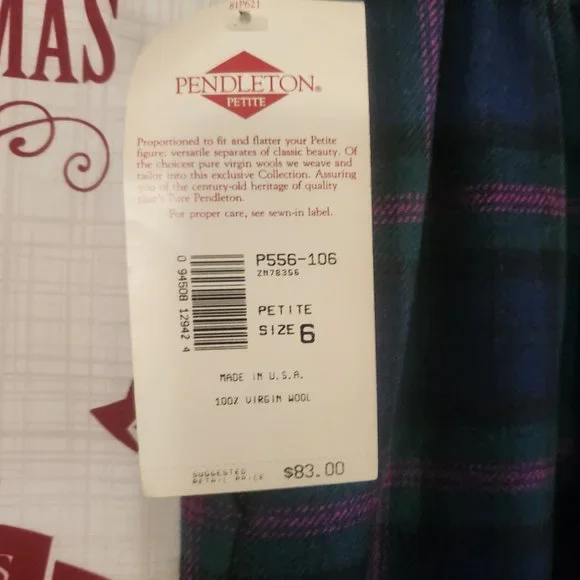 MAS
81P621
PENDLETON®
PETITE
Proportioned to fit and flatter your Petite
figure: versatile separates of classic beauty. Of
the choicest pure virgin wools we weave and
tailor into this exclusive Collection. Assuring
you of the century-old heritage of quality
that's Pure Pendleton.
For proper care, see sewn-in label.
P556-106
ZM78356
0 94508 12942 4
PETITE
SIZE 6
MADE IN U.S.A.
100% VIRGIN WOOL
SUGGESTED
RETAIL PRICE $83.00
S